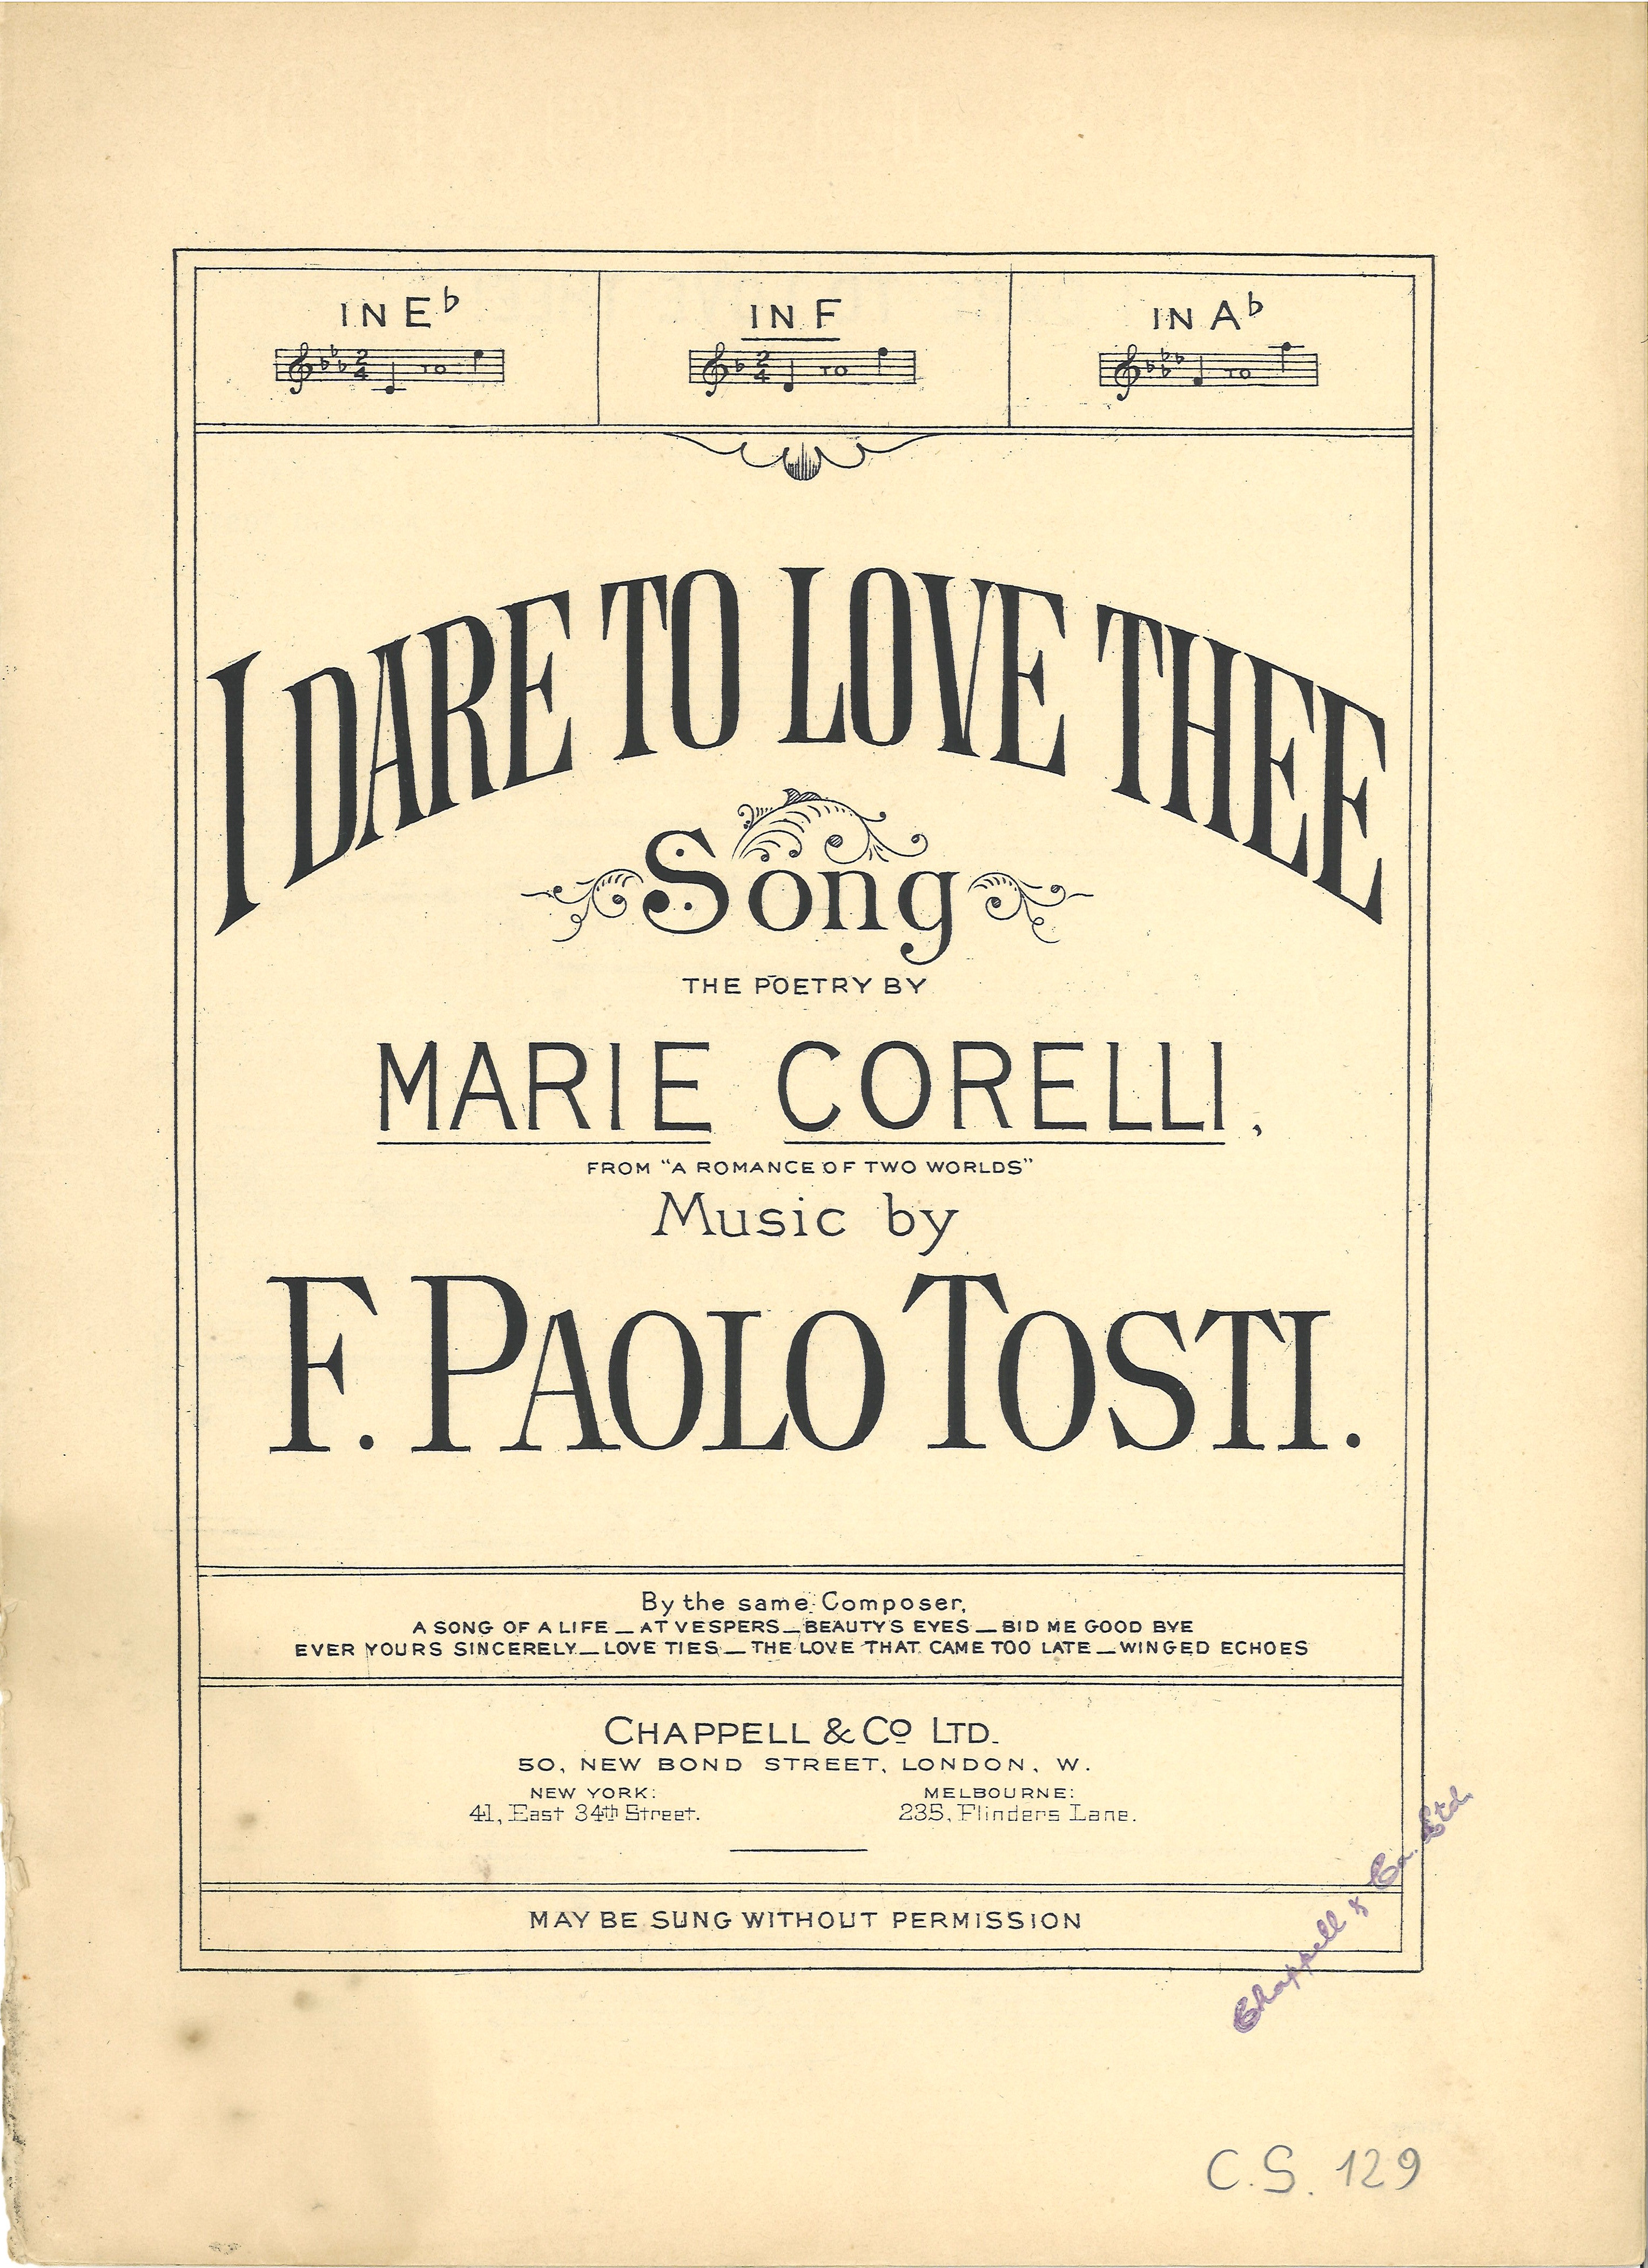 IN E♭
IN F
IN A♭
2 4 TO
2 4 TO
TO
I DARE TO LOVE THEE
Song
THE POETRY BY
MARIE CORELLI,
FROM "A ROMANCE OF TWO WORLDS"
Music by
F. PAOLO TOSTI.
By the same Composer,
A SONG OF A LIFE — AT VESPERS — BEAUTY'S EYES — BID ME GOOD BYE
EVER YOURS SINCERELY — LOVE TIES — THE LOVE THAT CAME TOO LATE — WINGED ECHOES
CHAPPELL & Co LTD.
50, NEW BOND STREET, LONDON, W.
NEW YORK:
41, East 34th Street.
MELBOURNE:
235, Flinders Lane.
MAY BE SUNG WITHOUT PERMISSION
Chappell & Co. Ltd.
C.S. 129